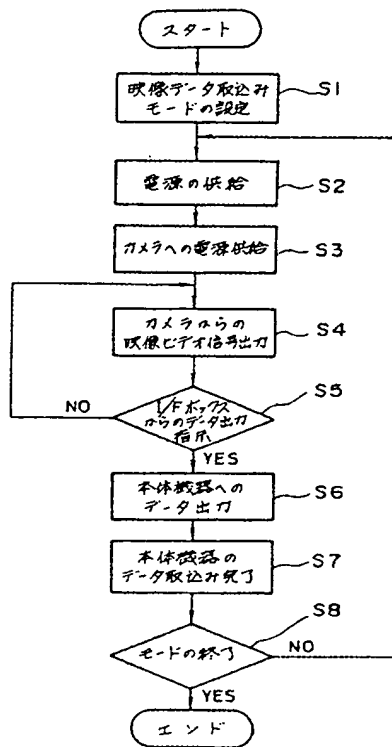 スタート
映像データ取込み
モードの設定
S1
電源の供給
S2
カメラへの電源供給
S3
カメラからの
映像ビデオ信号出力
S4
I/Fボックス
からのデータ出力
指示
S5
NO
YES
本体機器への
データ出力
S6
本体機器の
データ取込み完了
S7
モードの終了
S8
NO
YES
エンド